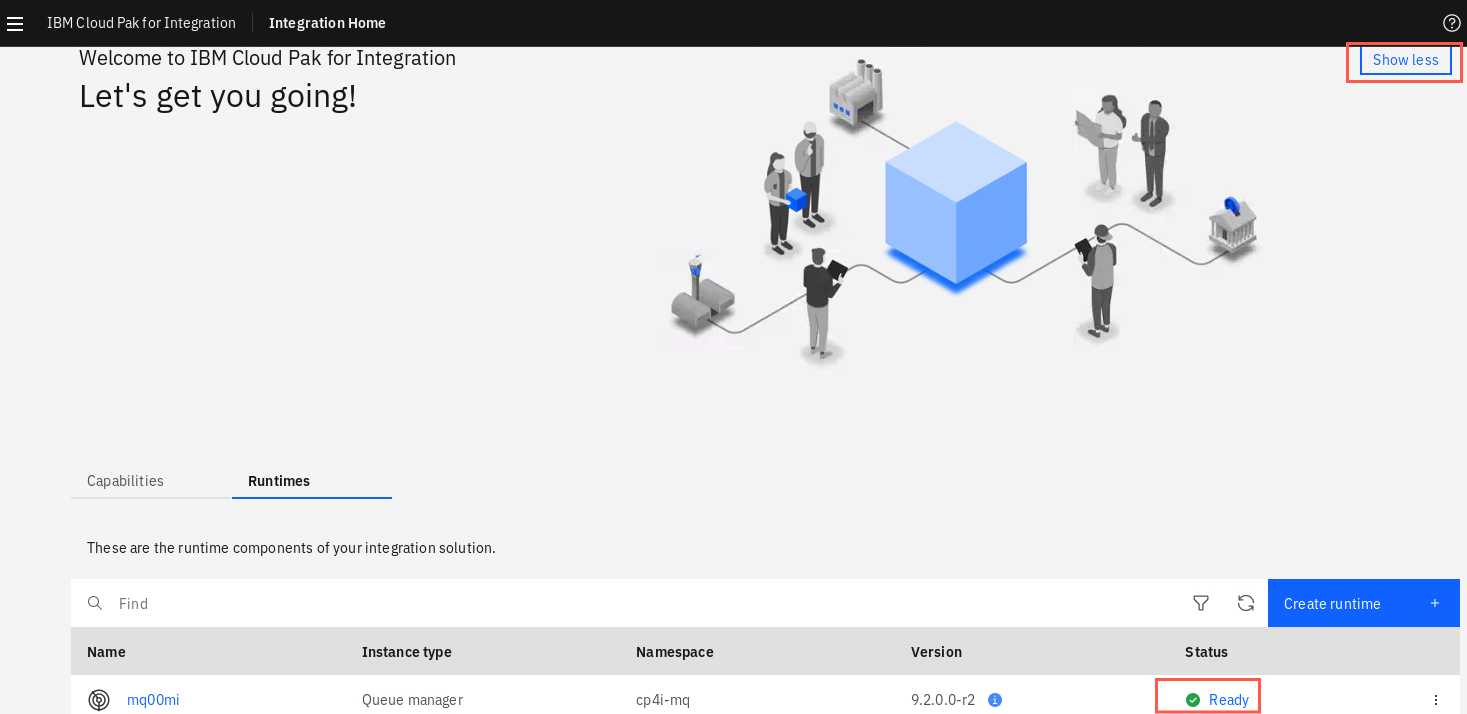 IBM Cloud Pak for Integration Integration Home
Welcome to IBM Cloud Pak for Integration
Show less
Let's get you going!
Capabilities Runtimes
These are the runtime components of your integration solution.
Find Create runtime +
Name Instance type Namespace Version Status
mq00mi Queue manager cp4i-mq 9.2.0.0-r2 Ready